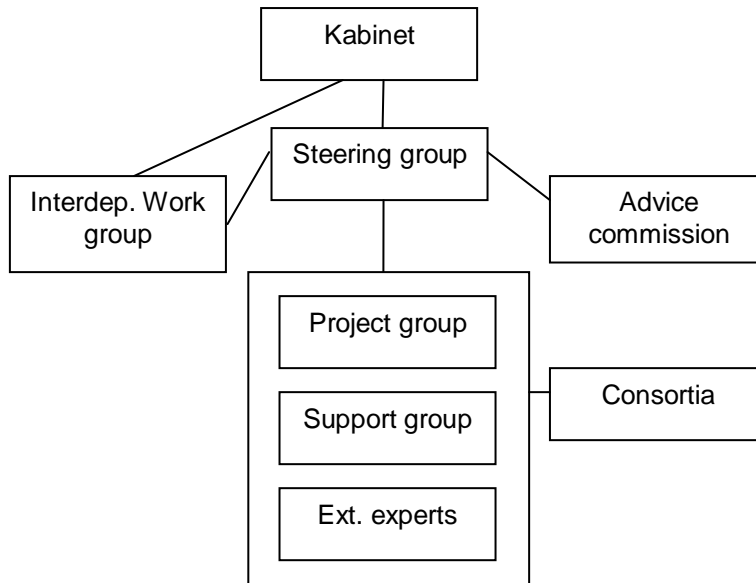 Kabinet
Steering group
Interdep. Work
group
Advice
commission
Project group
Consortia
Support group
Ext. experts